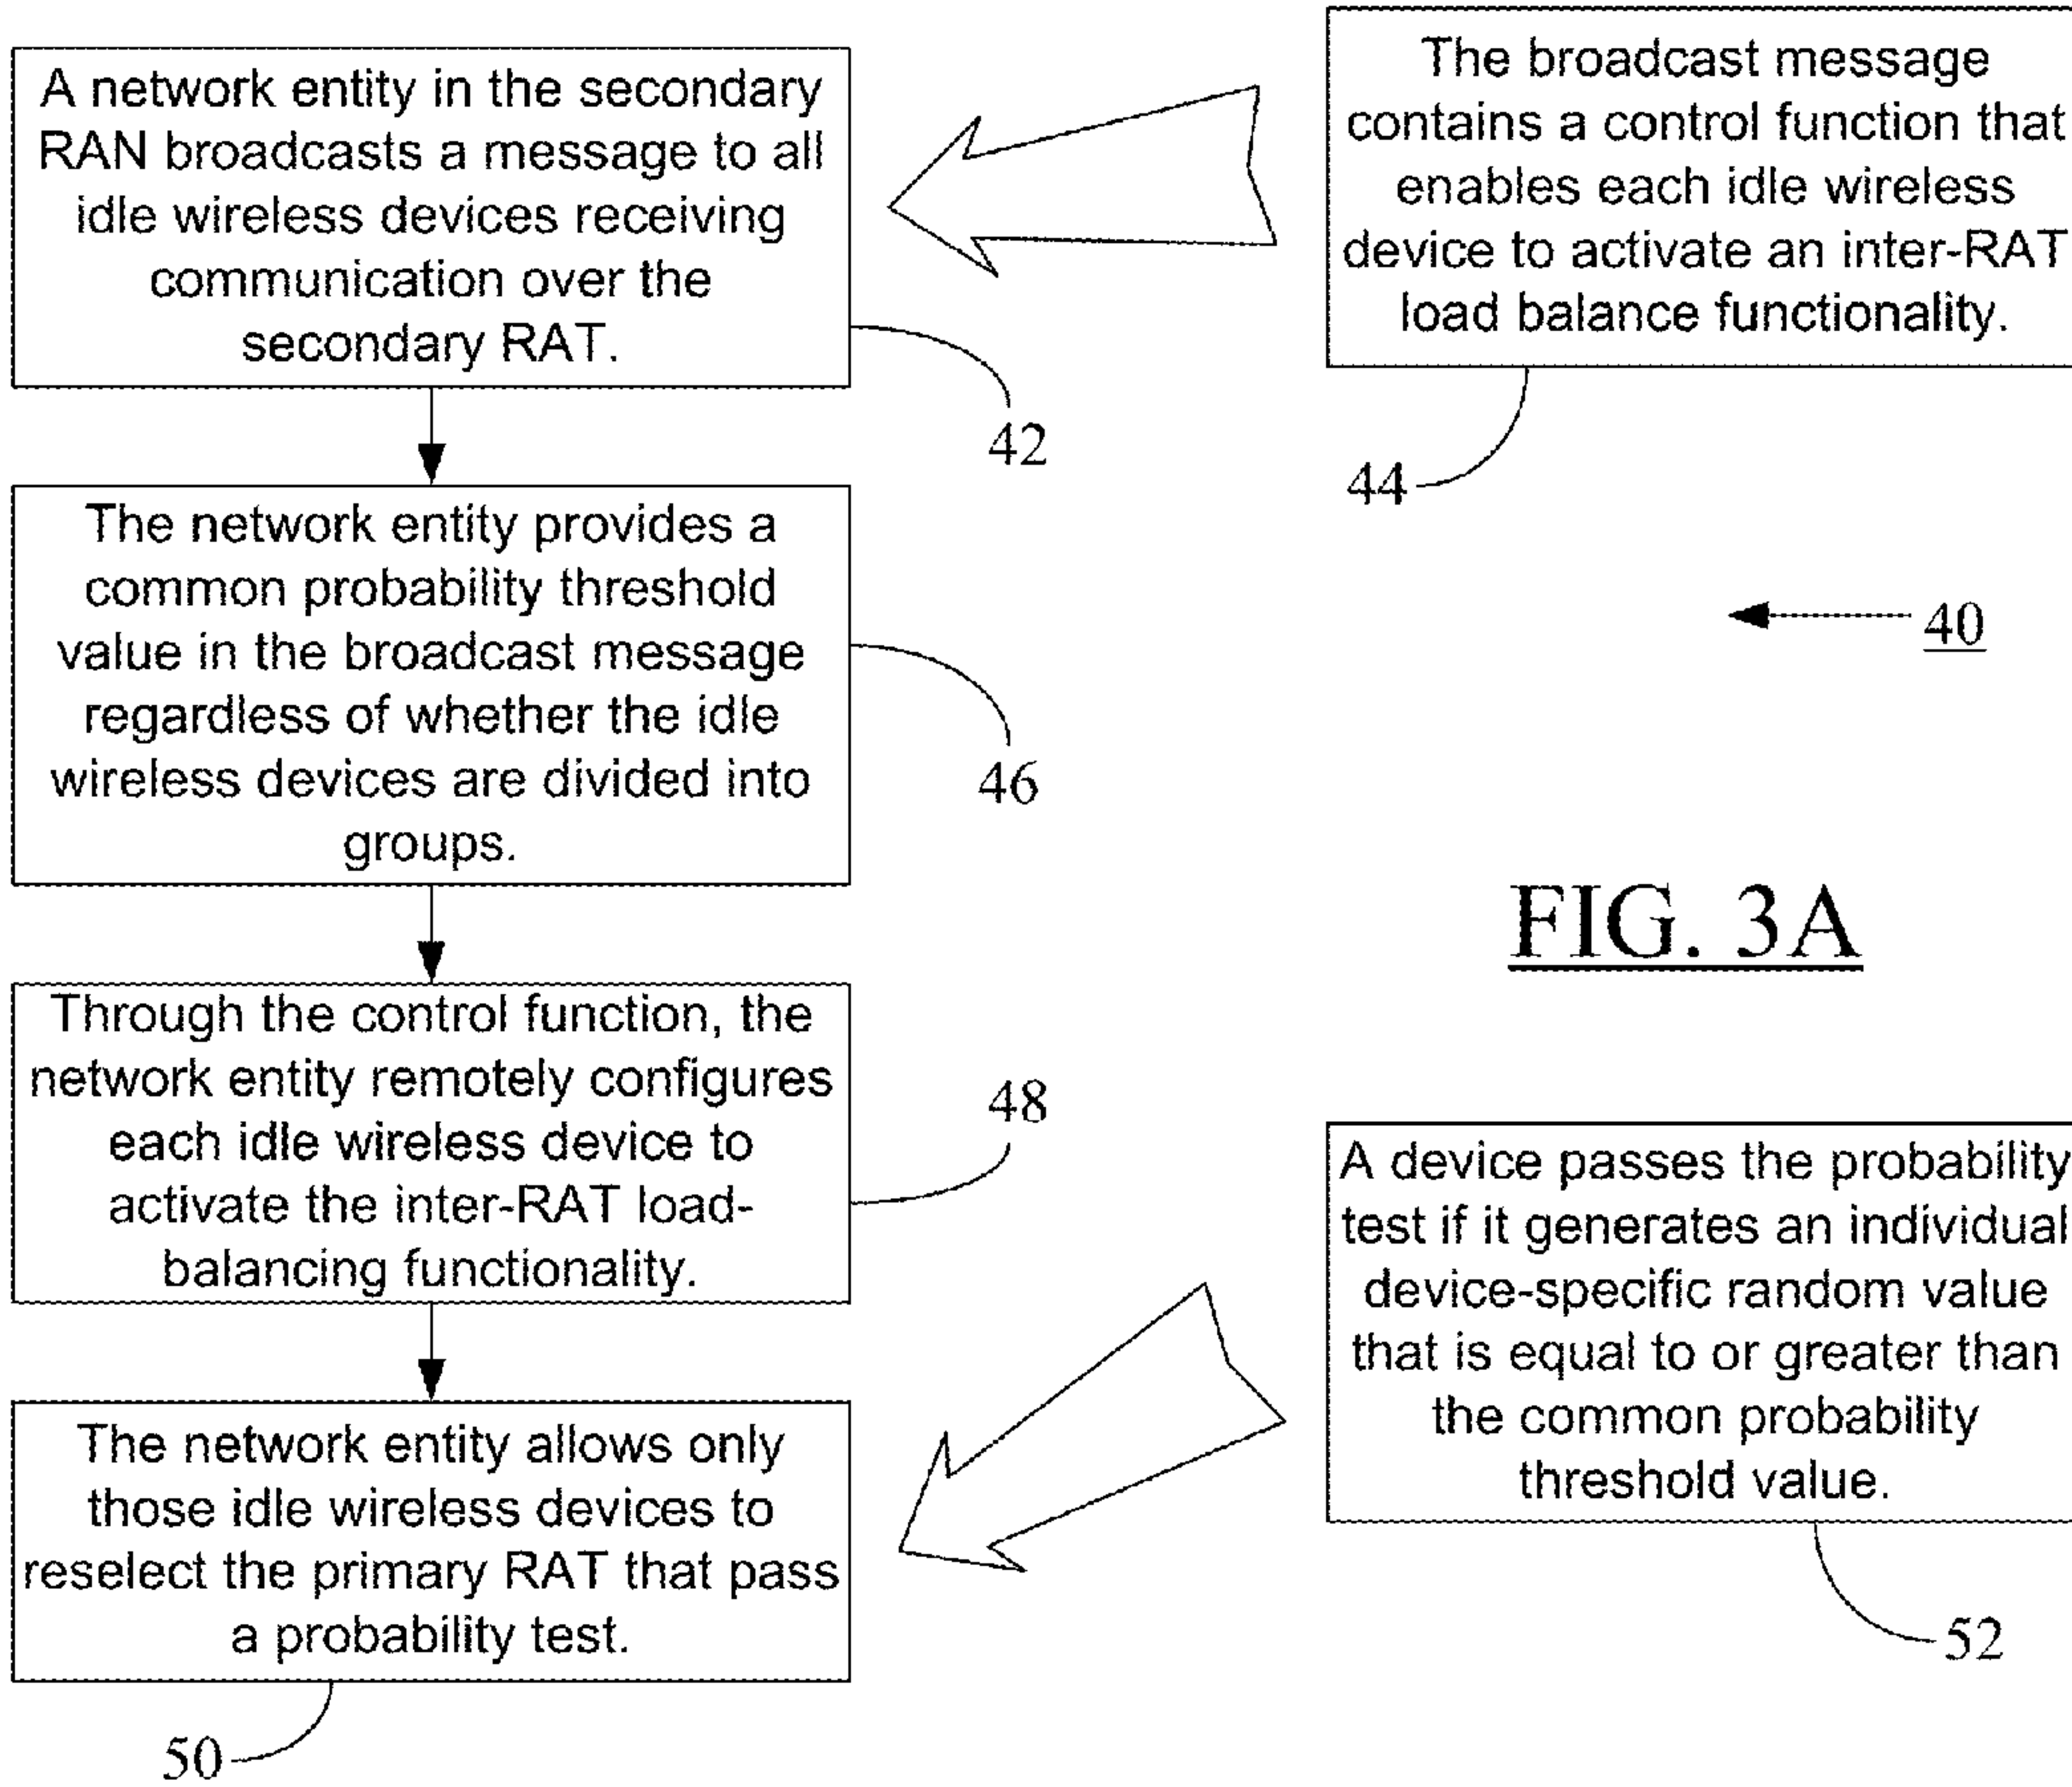 A network entity in the secondary
RAN broadcasts a message to all
idle wireless devices receiving
communication over the
secondary RAT.
42
The broadcast message
contains a control function that
enables each idle wireless
device to activate an inter-RAT
load balance functionality.
44
40
The network entity provides a
common probability threshold
value in the broadcast message
regardless of whether the idle
wireless devices are divided into
groups.
46
FIG. 3A
Through the control function, the
network entity remotely configures
each idle wireless device to
activate the inter-RAT load-
balancing functionality.
48
A device passes the probability
test if it generates an individual
device-specific random value
that is equal to or greater than
the common probability
threshold value.
52
The network entity allows only
those idle wireless devices to
reselect the primary RAT that pass
a probability test.
50